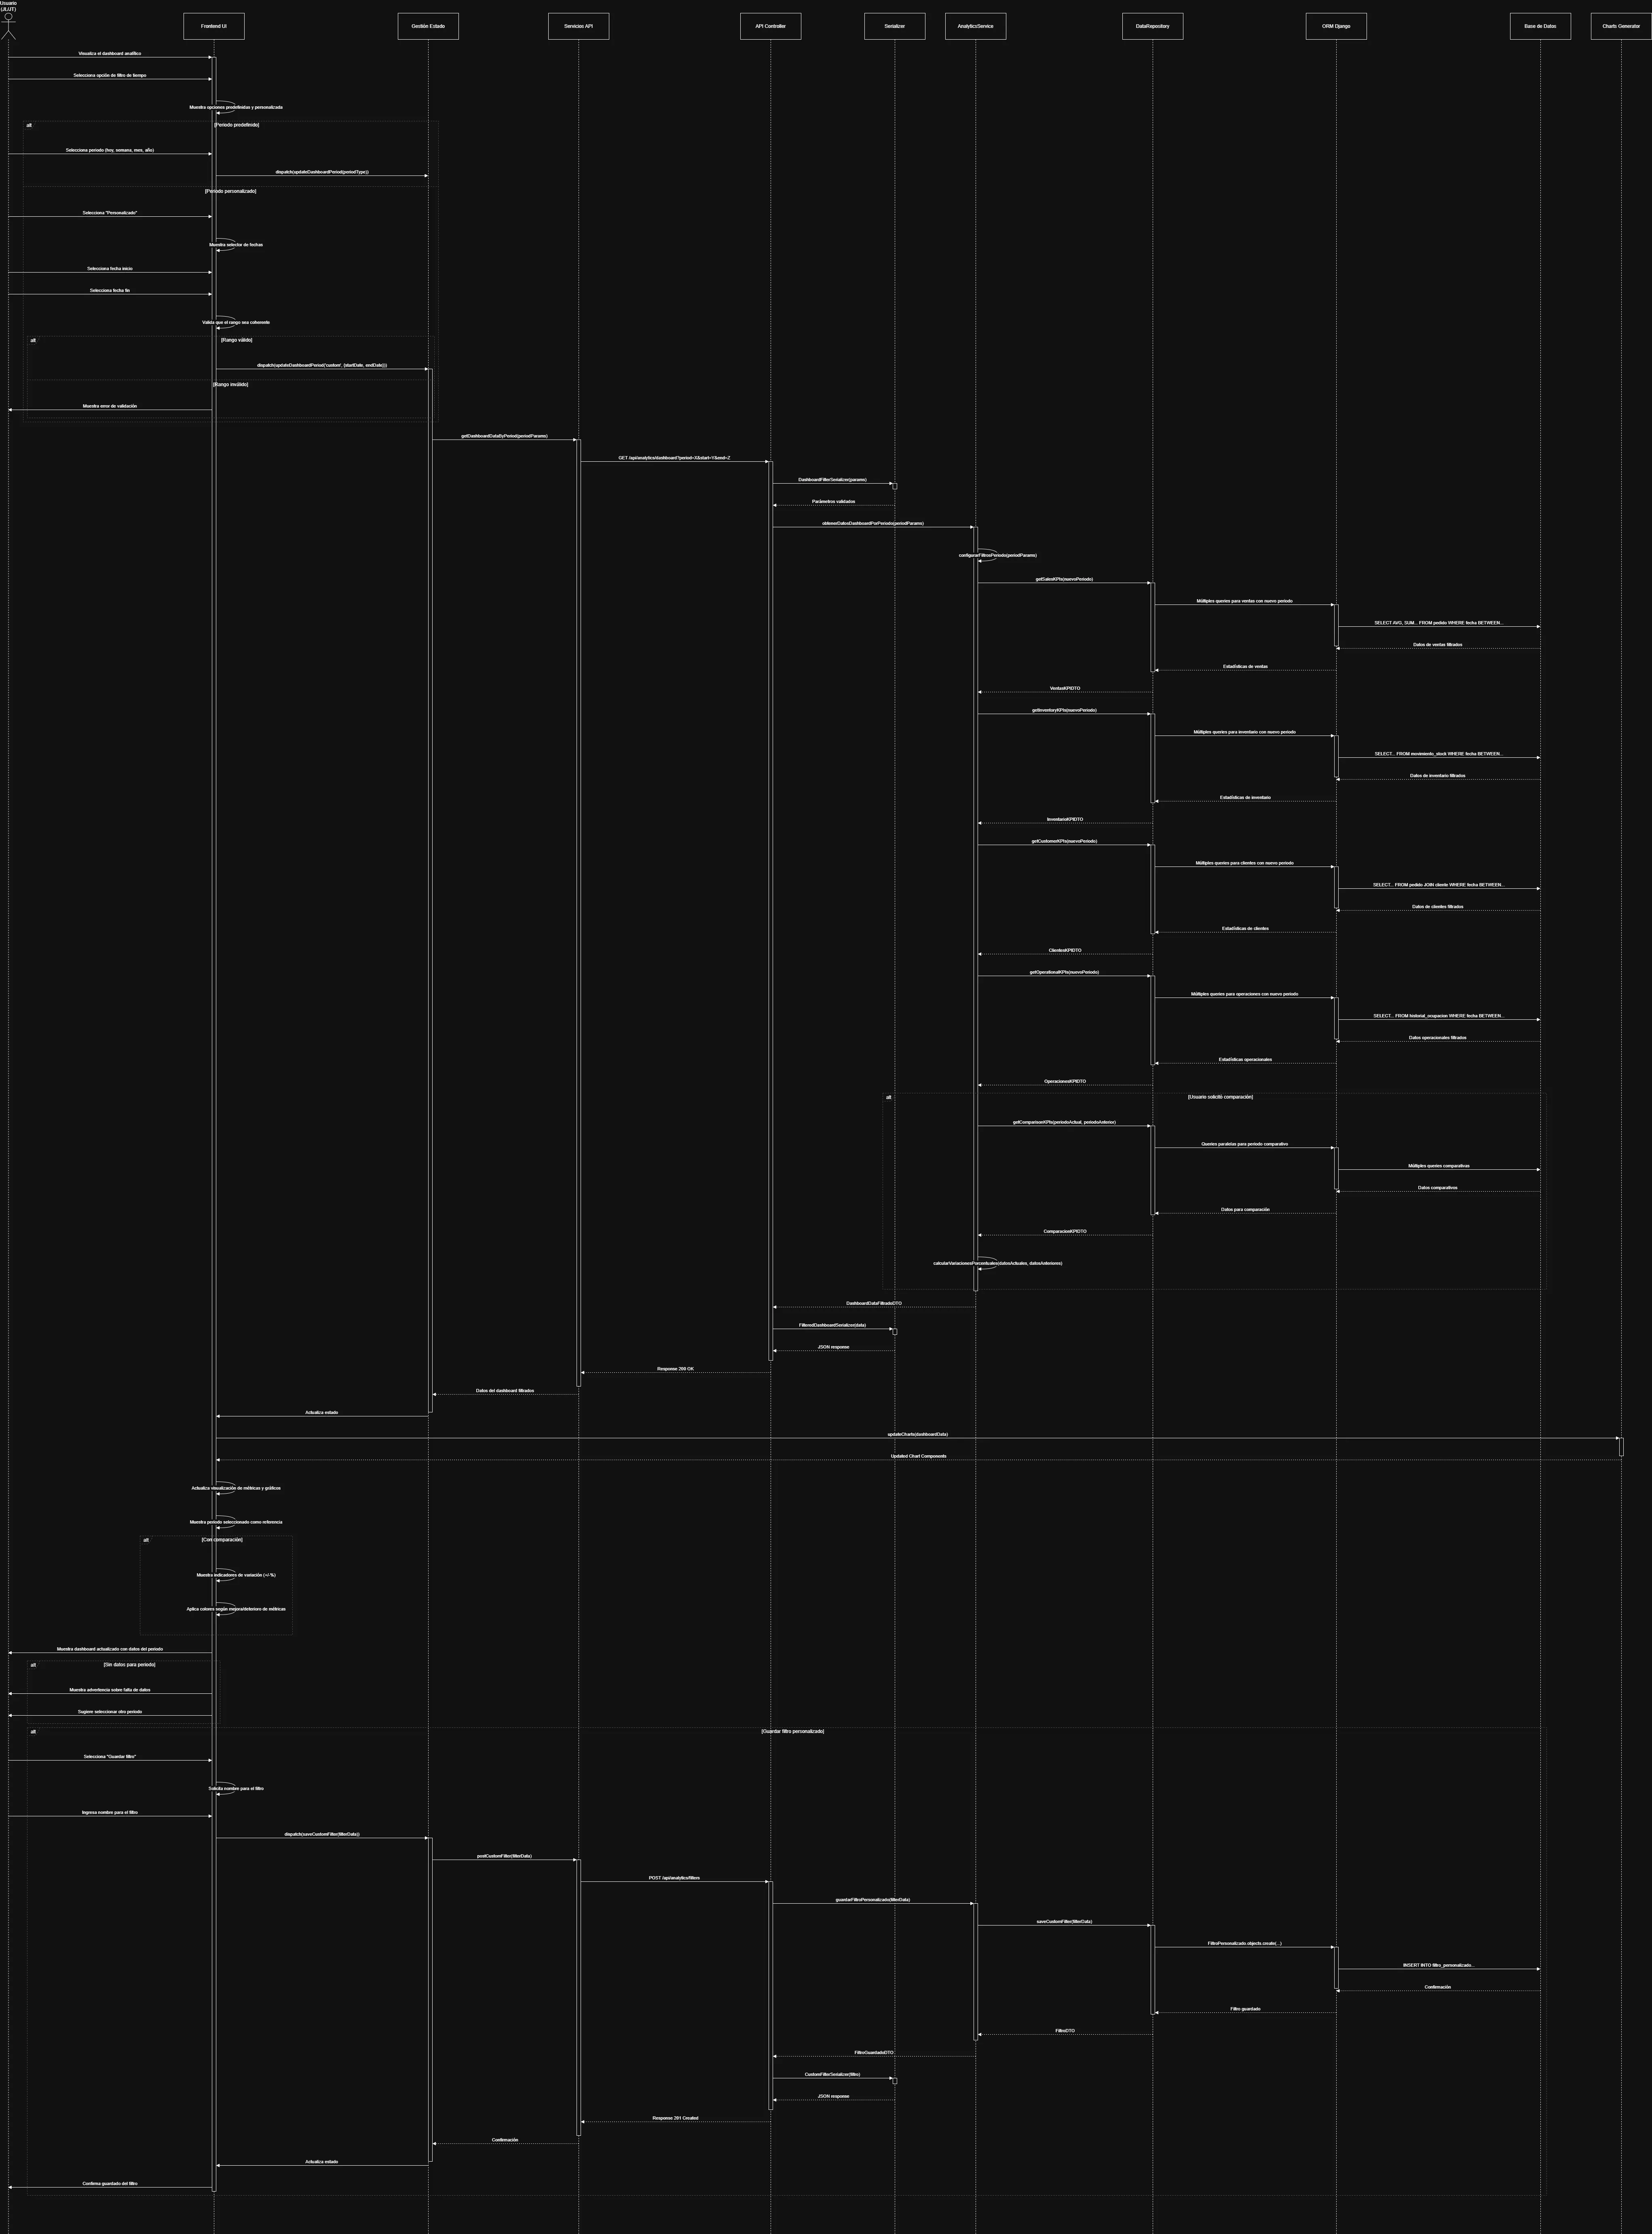 Usuario
(JL/JT)
Frontend UI
Gestión Estado
Servicios API
API Controller
Serializer
AnalyticsService
DataRepository
ORM Django
Base de Datos
Charts Generator
Visualiza el dashboard analítico
Selecciona opción de filtro de tiempo
Muestra opciones predefinidas y personalizada
alt
[Periodo predefinido]
Selecciona periodo (hoy, semana, mes, año)
dispatch(updateDashboardPeriod(periodType))
[Periodo personalizado]
Selecciona "Personalizado"
Muestra selector de fechas
Selecciona fecha inicio
Selecciona fecha fin
Valida que el rango sea coherente
alt
[Rango válido]
dispatch(updateDashboardPeriod('custom', {startDate, endDate}))
[Rango inválido]
Muestra error de validación
getDashboardDataByPeriod(periodParams)
GET /api/analytics/dashboard?period=X&start=Y&end=Z
DashboardFilterSerializer(params)
Parámetros validados
obtenerDatosDashboardPorPeriodo(periodParams)
configurarFiltrosPeriodo(periodParams)
getSalesKPIs(nuevoPeriodo)
Múltiples queries para ventas con nuevo periodo
SELECT AVG, SUM... FROM pedido WHERE fecha BETWEEN...
Datos de ventas filtrados
Estadísticas de ventas
VentasKPIDTO
getInventoryKPIs(nuevoPeriodo)
Múltiples queries para inventario con nuevo periodo
SELECT... FROM movimiento_stock WHERE fecha BETWEEN...
Datos de inventario filtrados
Estadísticas de inventario
InventarioKPIDTO
getCustomerKPIs(nuevoPeriodo)
Múltiples queries para clientes con nuevo periodo
SELECT... FROM pedido JOIN cliente WHERE fecha BETWEEN...
Datos de clientes filtrados
Estadísticas de clientes
ClientesKPIDTO
getOperationalKPIs(nuevoPeriodo)
Múltiples queries para operaciones con nuevo periodo
SELECT... FROM historial_ocupacion WHERE fecha BETWEEN...
Datos operacionales filtrados
Estadísticas operacionales
OperacionesKPIDTO
alt
[Usuario solicitó comparación]
getComparisonKPIs(periodoActual, periodoAnterior)
Queries paralelas para periodo comparativo
Múltiples queries comparativas
Datos comparativos
Datos para comparación
ComparacionKPIDTO
calcularVariacionesPorcentuales(datosActuales, datosAnteriores)
DashboardDataFiltradoDTO
FilteredDashboardSerializer(data)
JSON response
Response 200 OK
Datos del dashboard filtrados
Actualiza estado
updateCharts(dashboardData)
Updated Chart Components
Actualiza visualización de métricas y gráficos
Muestra periodo seleccionado como referencia
alt
[Con comparación]
Muestra indicadores de variación (+/-%)
Aplica colores según mejora/deterioro de métricas
Muestra dashboard actualizado con datos del periodo
alt
[Sin datos para periodo]
Muestra advertencia sobre falta de datos
Sugiere seleccionar otro periodo
alt
[Guardar filtro personalizado]
Selecciona "Guardar filtro"
Solicita nombre para el filtro
Ingresa nombre para el filtro
dispatch(saveCustomFilter(filterData))
postCustomFilter(filterData)
POST /api/analytics/filters
guardarFiltroPersonalizado(filterData)
saveCustomFilter(filterData)
FiltroPersonalizado.objects.create(...)
INSERT INTO filtro_personalizado...
Confirmación
Filtro guardado
FiltroDTO
FiltroGuardadoDTO
CustomFilterSerializer(filtro)
JSON response
Response 201 Created
Confirmación
Actualiza estado
Confirma guardado del filtro